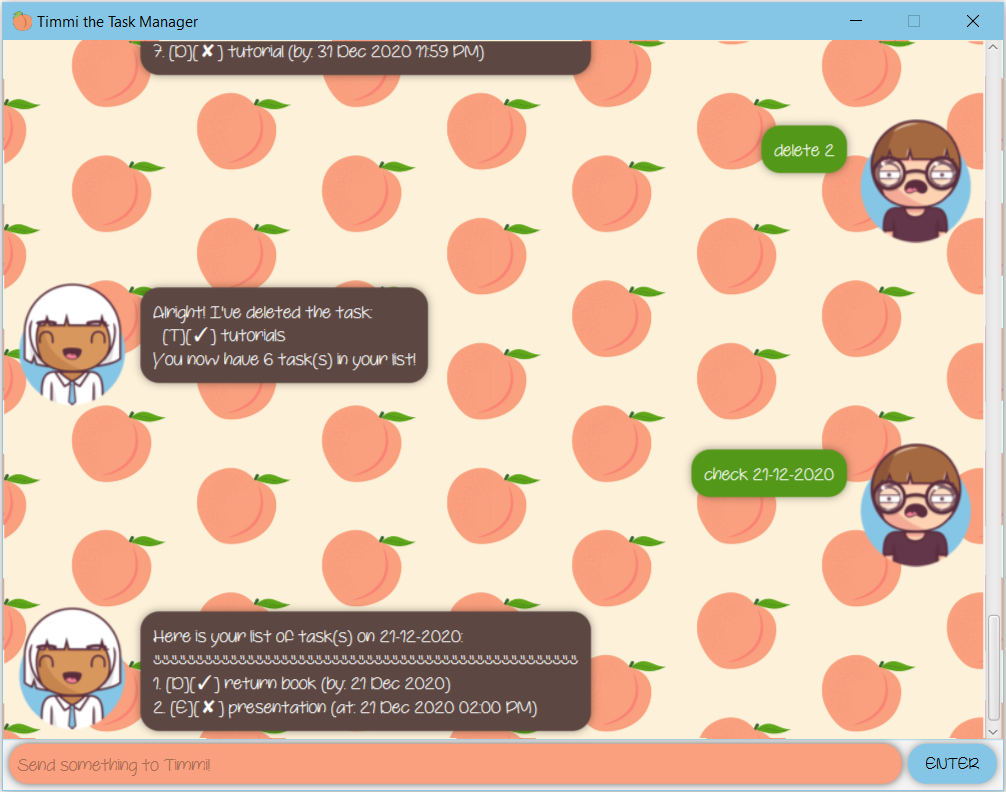 Timmi the Task Manager
7. [D][✘] tutorial (by: 31 Dec 2020 11:59 PM)
delete 2
Alright! I've deleted the task:
[T][✓] tutorials
You now have 6 task(s) in your list!
check 21-12-2020
Here is your list of task(s) on 21-12-2020:
1. [D][✓] return book (by: 21 Dec 2020)
2. [E][✘] presentation (at: 21 Dec 2020 02:00 PM)
Send something to Timmi!
ENTER